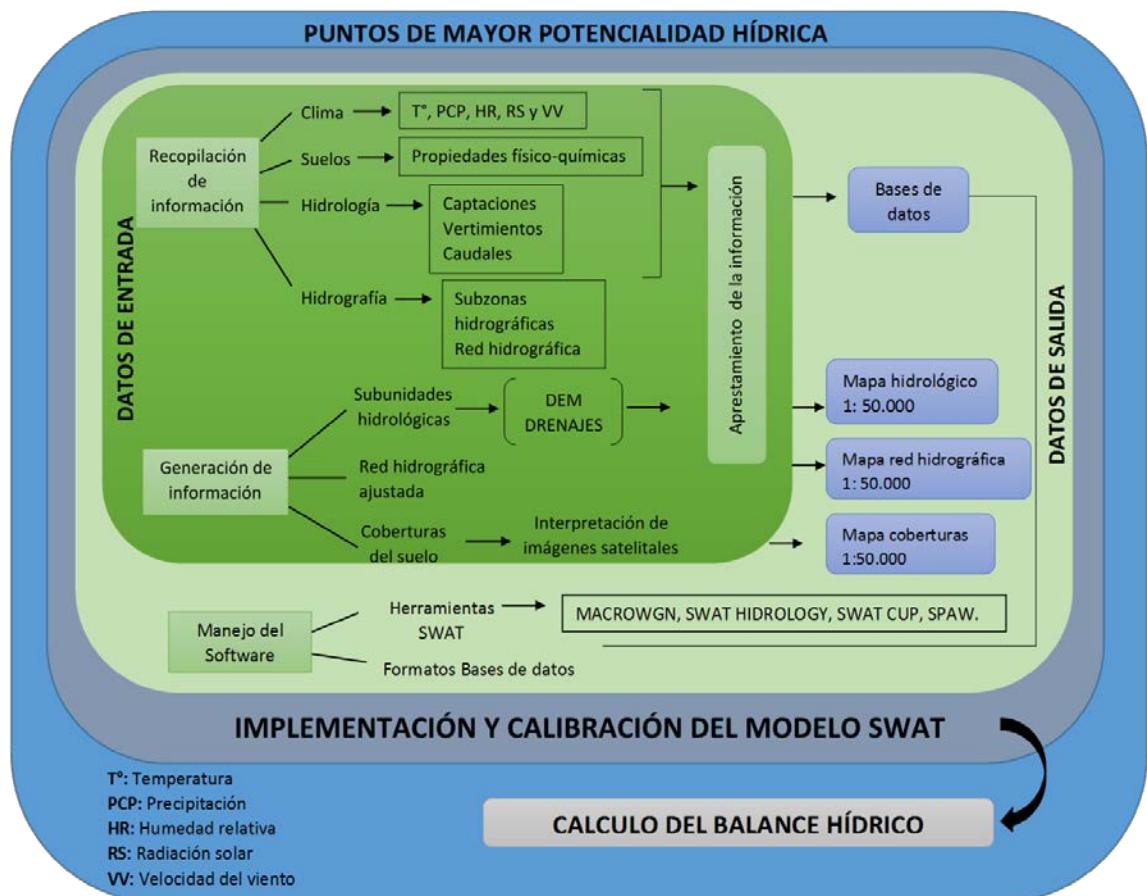 PUNTOS DE MAYOR POTENCIALIDAD HÍDRICA
DATOS DE ENTRADA
Recopilación
de
información
Clima
T°, PCP, HR, RS y VV
Suelos
Propiedades físico-químicas
Hidrología
Captaciones
Vertimientos
Caudales
Hidrografía
Subzonas
hidrográficas
Red hidrográfica
Generación de
información
Subunidades
hidrológicas
DEM
DRENAJES
Red hidrográfica
ajustada
Coberturas
del suelo
Interpretación de
imágenes satelitales
Aprestamiento de la información
Bases de
datos
Mapa hidrológico
1: 50.000
Mapa red hidrográfica
1: 50.000
Mapa coberturas
1:50.000
DATOS DE SALIDA
Manejo del
Software
Herramientas
SWAT
MACROWGN, SWAT HIDROLOGY, SWAT CUP, SPAW.
Formatos Bases de datos
IMPLEMENTACIÓN Y CALIBRACIÓN DEL MODELO SWAT
T°: Temperatura
PCP: Precipitación
HR: Humedad relativa
RS: Radiación solar
VV: Velocidad del viento
CALCULO DEL BALANCE HÍDRICO